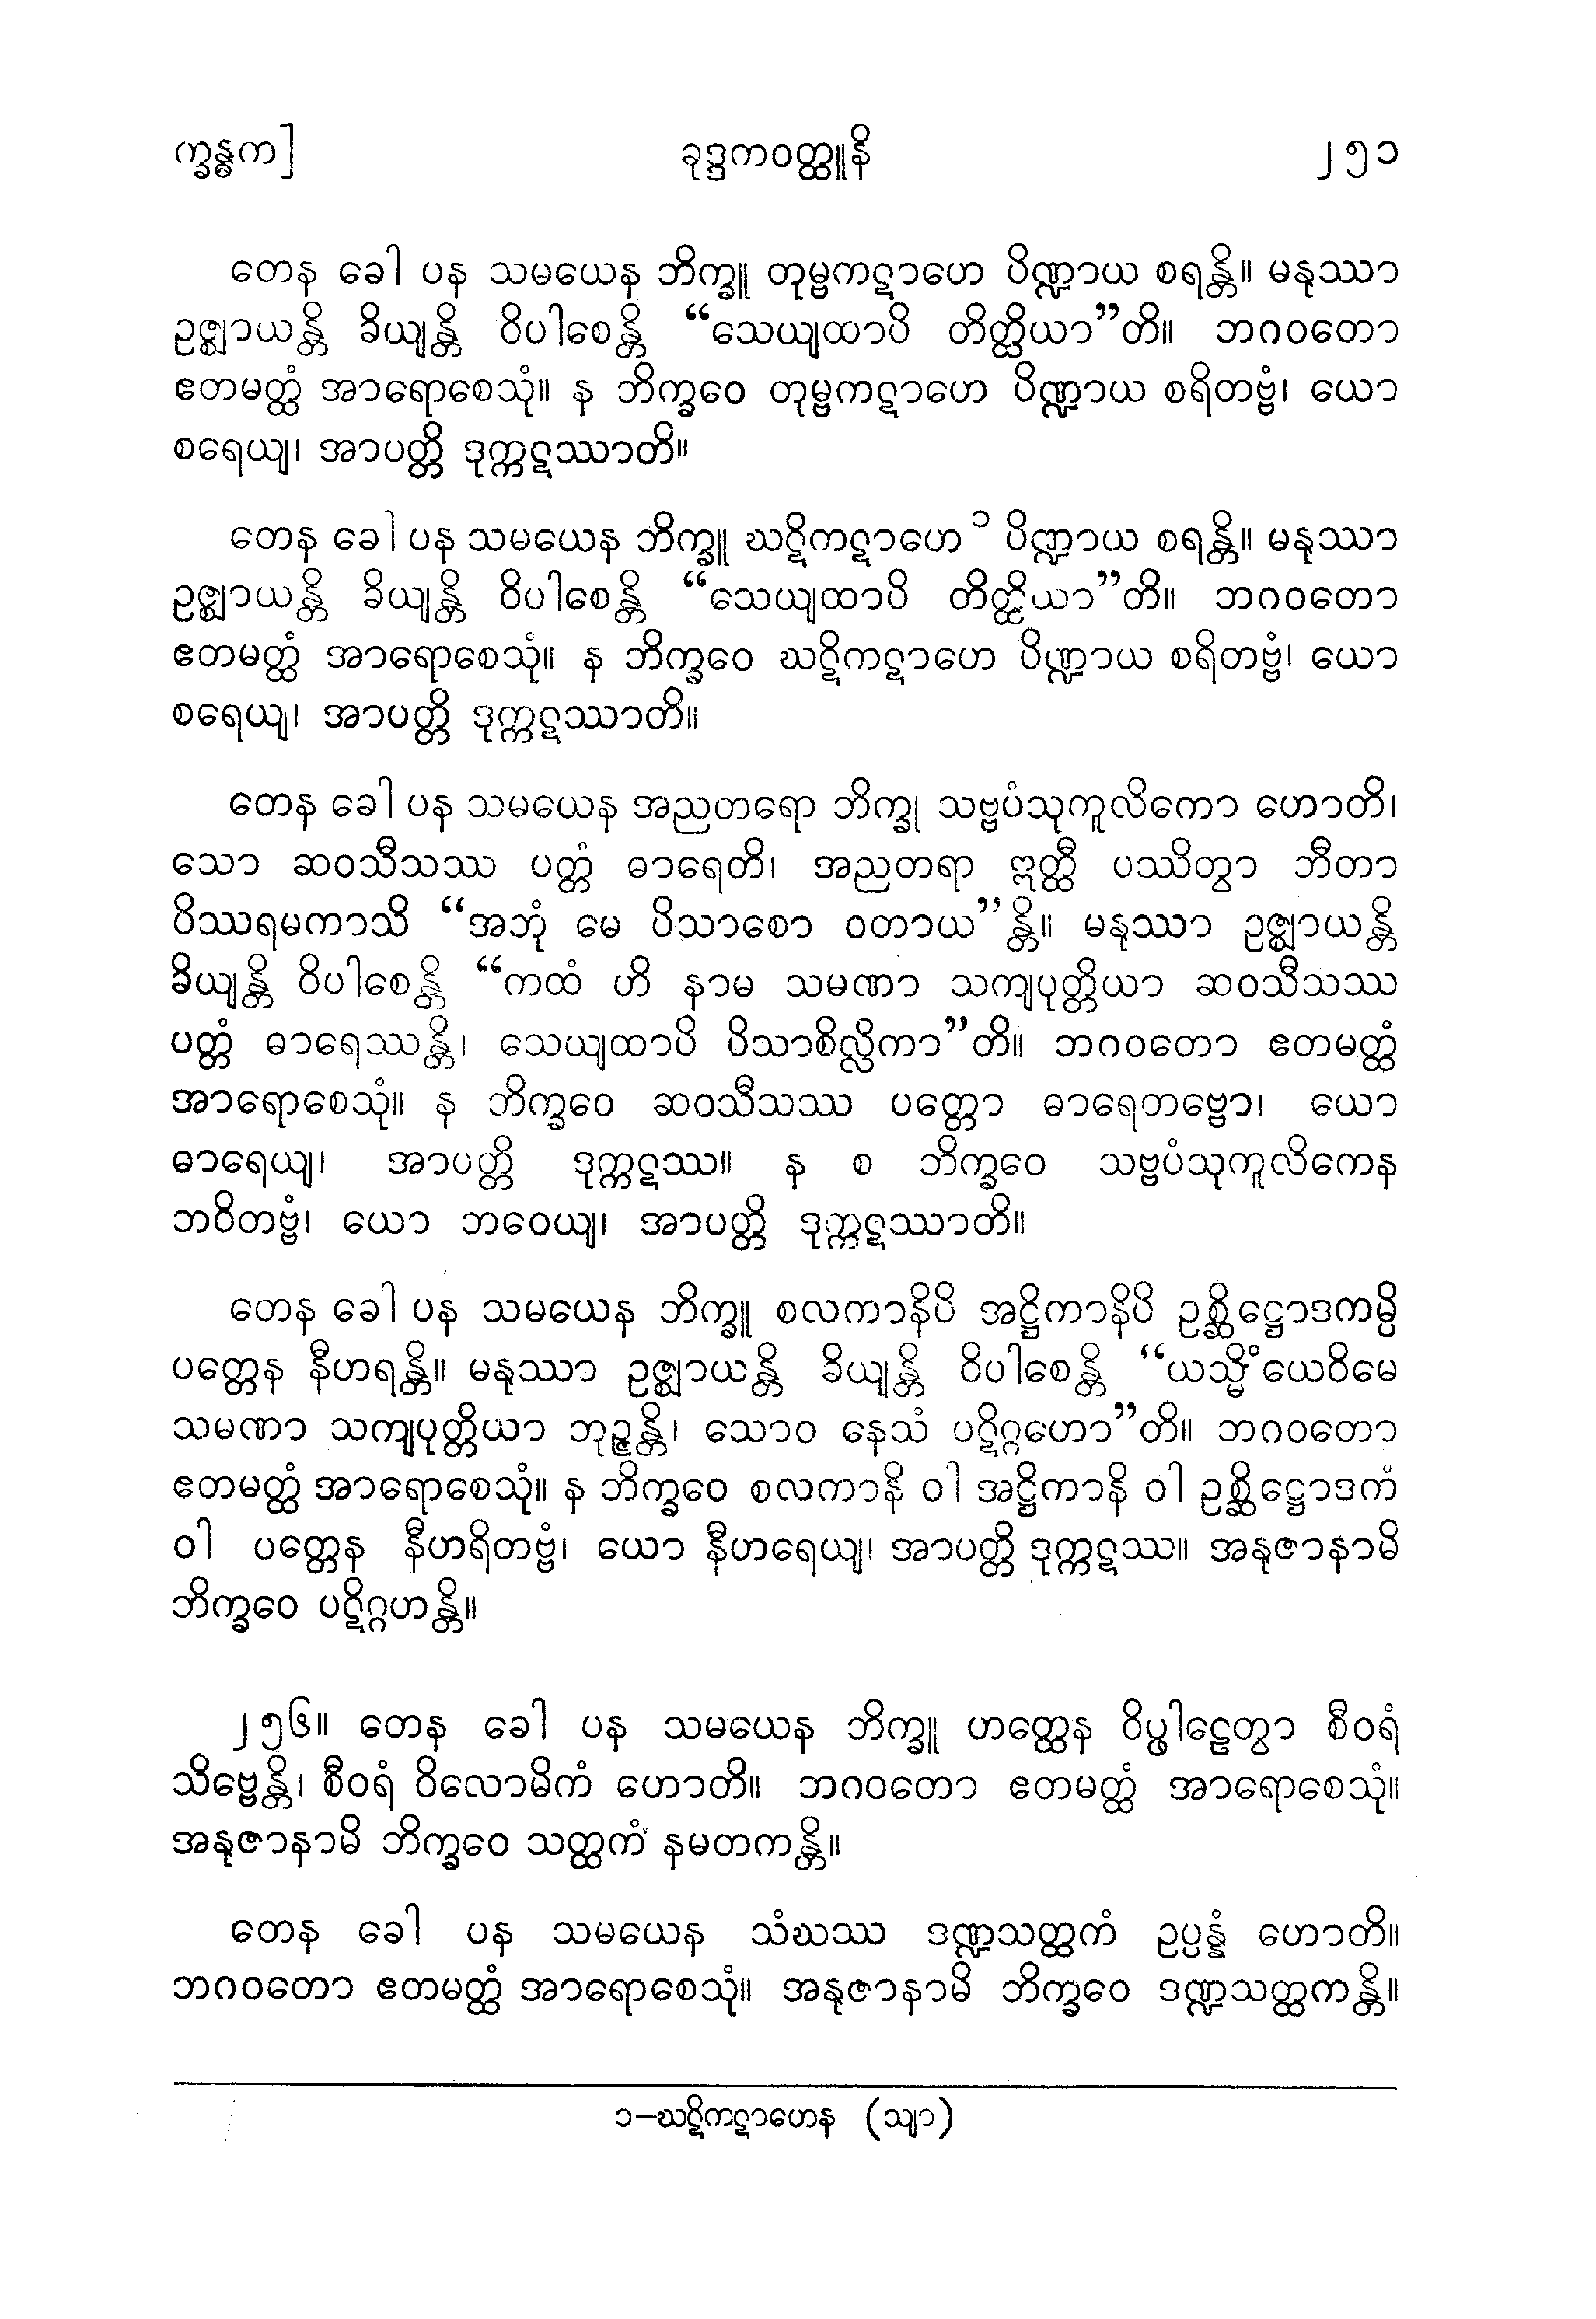 က္ခန္ဓက]
ခုဒ္ဒကဝတ္ထူနိ
၂၅၁
တေန ခေါ ပန သမယေန ဘိက္ခူ တုမ္ဗကဋာဟေ ပိဏ္ဍာယ စရန္တိ။ မနုဿာ
ဥဇ္ဈာယန္တိ ခိယျန္တိ ဝိပါစေန္တိ “သေယျထာပိ တိတ္ထိယာ”တိ။ ဘဂဝတော
ဧတမတ္ထံ အာရောစေသုံ။ န ဘိက္ခဝေ တုမ္ဗကဋာဟေ ပိဏ္ဍာယ စရိတဗ္ဗံ၊ ယော
စရေယျ၊ အာပတ္တိ ဒုက္ကဋဿာတိ။
တေန ခေါ ပန သမယေန ဘိက္ခူ ဃဋိကဋာဟေ ၁ ပိဏ္ဍာယ စရန္တိ။ မနုဿာ
ဥဇ္ဈာယန္တိ ခိယျန္တိ ဝိပါစေန္တိ “သေယျထာပိ တိတ္ထိယာ”တိ။ ဘဂဝတော
ဧတမတ္ထံ အာရောစေသုံ။ န ဘိက္ခဝေ ဃဋိကဋာဟေ ပိဏ္ဍာယ စရိတဗ္ဗံ၊ ယော
စရေယျ၊ အာပတ္တိ ဒုက္ကဋဿာတိ။
တေန ခေါ ပန သမယေန အညတရော ဘိက္ခု သဗ္ဗပံသုကူလိကော ဟောတိ၊
သော ဆဝသီသဿ ပတ္တံ ဓာရေတိ၊ အညတရာ ဣတ္ထီ ပဿိတွာ ဘီတာ
ဝိဿရမကာသိ “အဘုံ မေ ပိသာစော ဝတာယ”န္တိ။ မနုဿာ ဥဇ္ဈာယန္တိ
ခိယျန္တိ ဝိပါစေန္တိ “ကထံ ဟိ နာမ သမဏာ သကျပုတ္တိယာ ဆဝသီသဿ
ပတ္တံ ဓာရေဿန္တိ၊ သေယျထာပိ ပိသာစိလ္လိကာ”တိ။ ဘဂဝတော ဧတမတ္ထံ
အာရောစေသုံ။ န ဘိက္ခဝေ ဆဝသီသဿ ပတ္တော ဓာရေတဗ္ဗော၊ ယော
ဓာရေယျ၊ အာပတ္တိ ဒုက္ကဋဿ။ န စ ဘိက္ခဝေ သဗ္ဗပံသုကူလိကေန
ဘဝိတဗ္ဗံ၊ ယော ဘဝေယျ၊ အာပတ္တိ ဒုက္ကဋဿာတိ။
တေန ခေါ ပန သမယေန ဘိက္ခူ စလကာနိပိ အဋ္ဌိကာနိပိ ဥစ္ဆိဋ္ဌောဒကမ္ပိ
ပတ္တေန နီဟရန္တိ။ မနုဿာ ဥဇ္ဈာယန္တိ ခိယျန္တိ ဝိပါစေန္တိ “ယသ္မိံ ယေဝိမေ
သမဏာ သကျပုတ္တိယာ ဘုဉ္ဇန္တိ၊ သောဝ နေသံ ပဋိဂ္ဂဟော”တိ။ ဘဂဝတော
ဧတမတ္ထံ အာရောစေသုံ။ န ဘိက္ခဝေ စလကာနိ ဝါ အဋ္ဌိကာနိ ဝါ ဥစ္ဆိဋ္ဌောဒကံ
ဝါ ပတ္တေန နီဟရိတဗ္ဗံ၊ ယော နီဟရေယျ၊ အာပတ္တိ ဒုက္ကဋဿ။ အနုဇာနာမိ
ဘိက္ခဝေ ပဋိဂ္ဂဟန္တိ။
၂၅၆။ တေန ခေါ ပန သမယေန ဘိက္ခူ ဟတ္ထေန ဝိပ္ဖါဠေတွာ စီဝရံ
သိဗ္ဗေန္တိ၊ စီဝရံ ဝိလောမိကံ ဟောတိ။ ဘဂဝတော ဧတမတ္ထံ အာရောစေသုံ။
အနုဇာနာမိ ဘိက္ခဝေ သတ္ထကံ နမတကန္တိ။
တေန ခေါ ပန သမယေန သံဃဿ ဒဏ္ဍသတ္ထကံ ဥပ္ပန္နံ ဟောတိ။
ဘဂဝတော ဧတမတ္ထံ အာရောစေသုံ။ အနုဇာနာမိ ဘိက္ခဝေ ဒဏ္ဍသတ္ထကန္တိ။
၁−ဃဋိကဋာဟေန (သျာ)